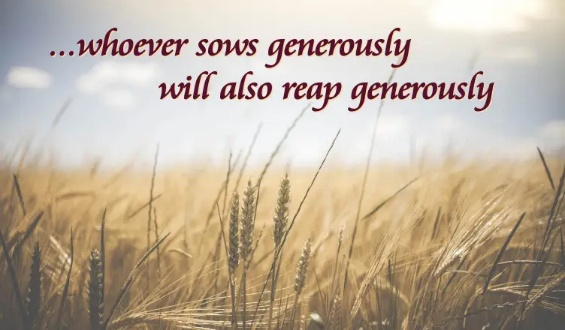 ...whoever sows generously
will also reap generously